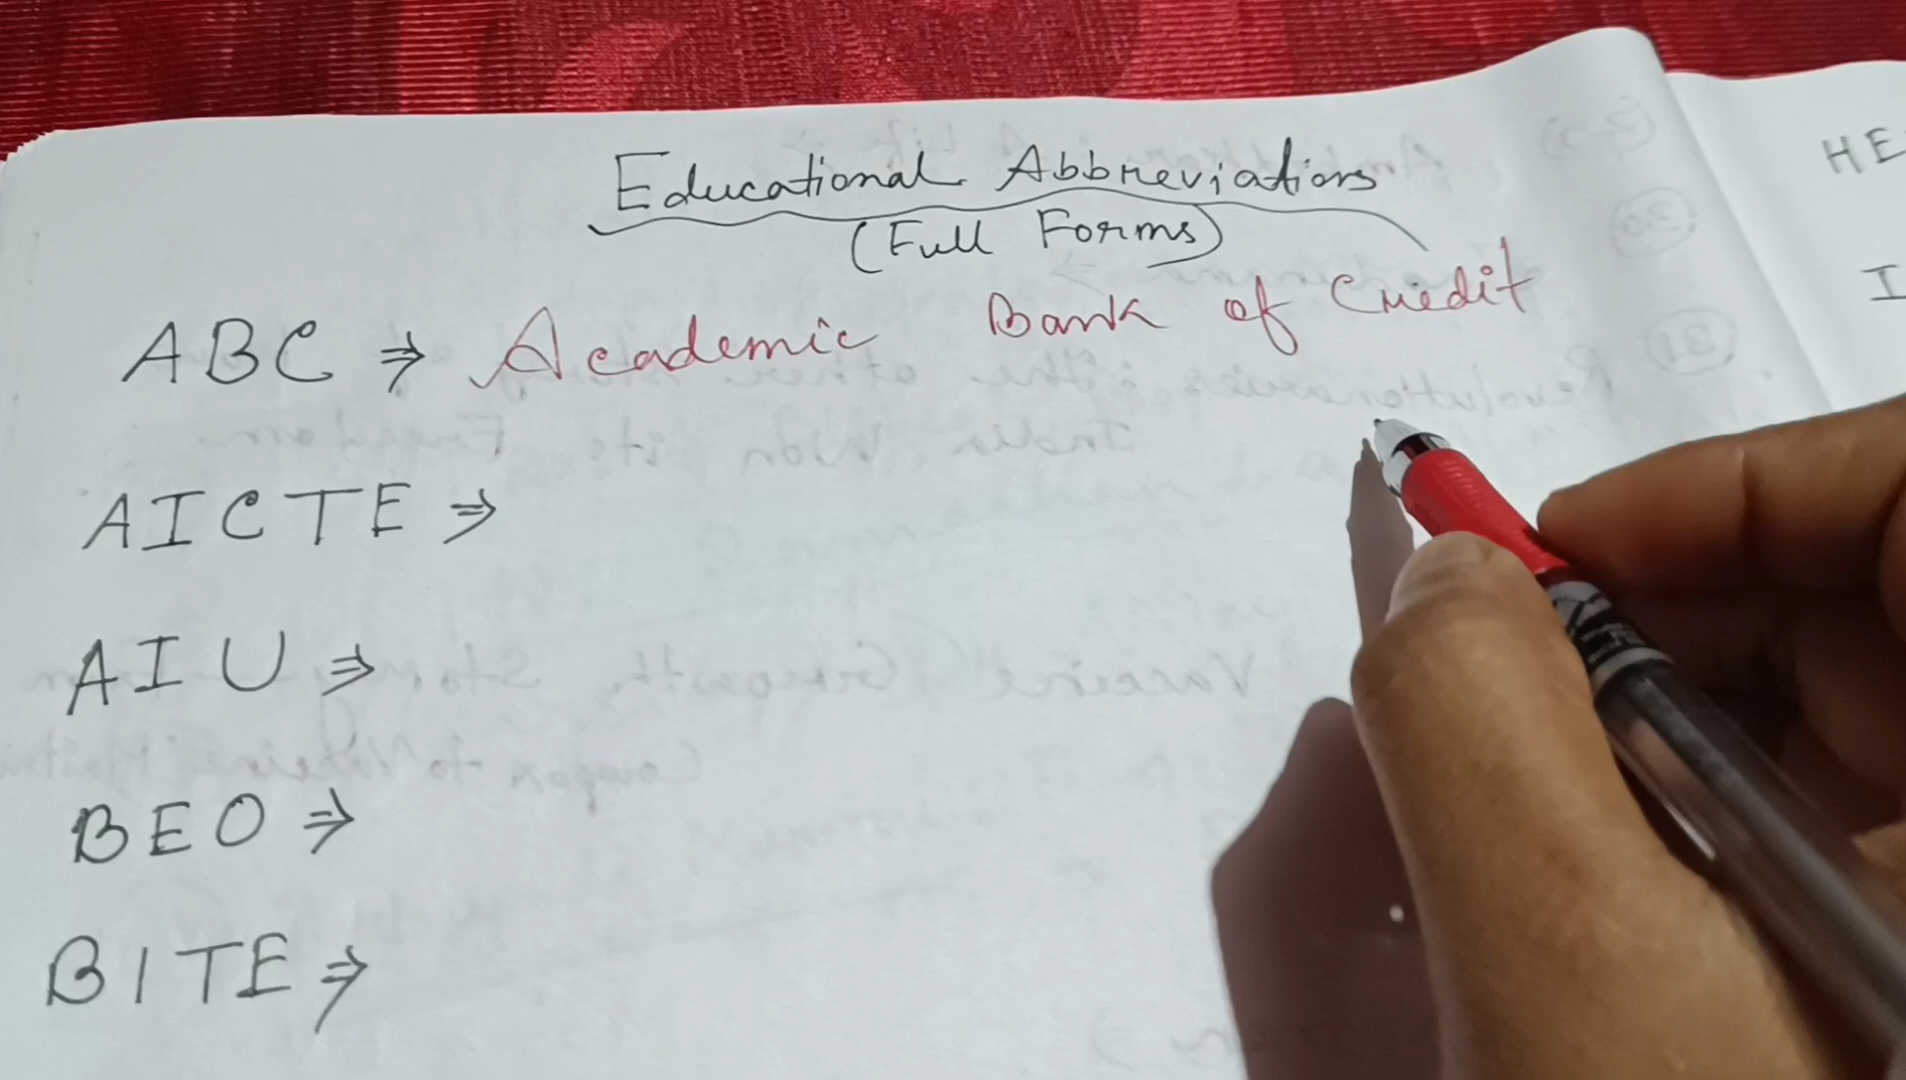 Educational Abbreviations
(Full Forms)
ABC ⇒ Academic Bank of Credit
AICTE ⇒
AIU ⇒
BEO ⇒
BITE ⇒
HE
I